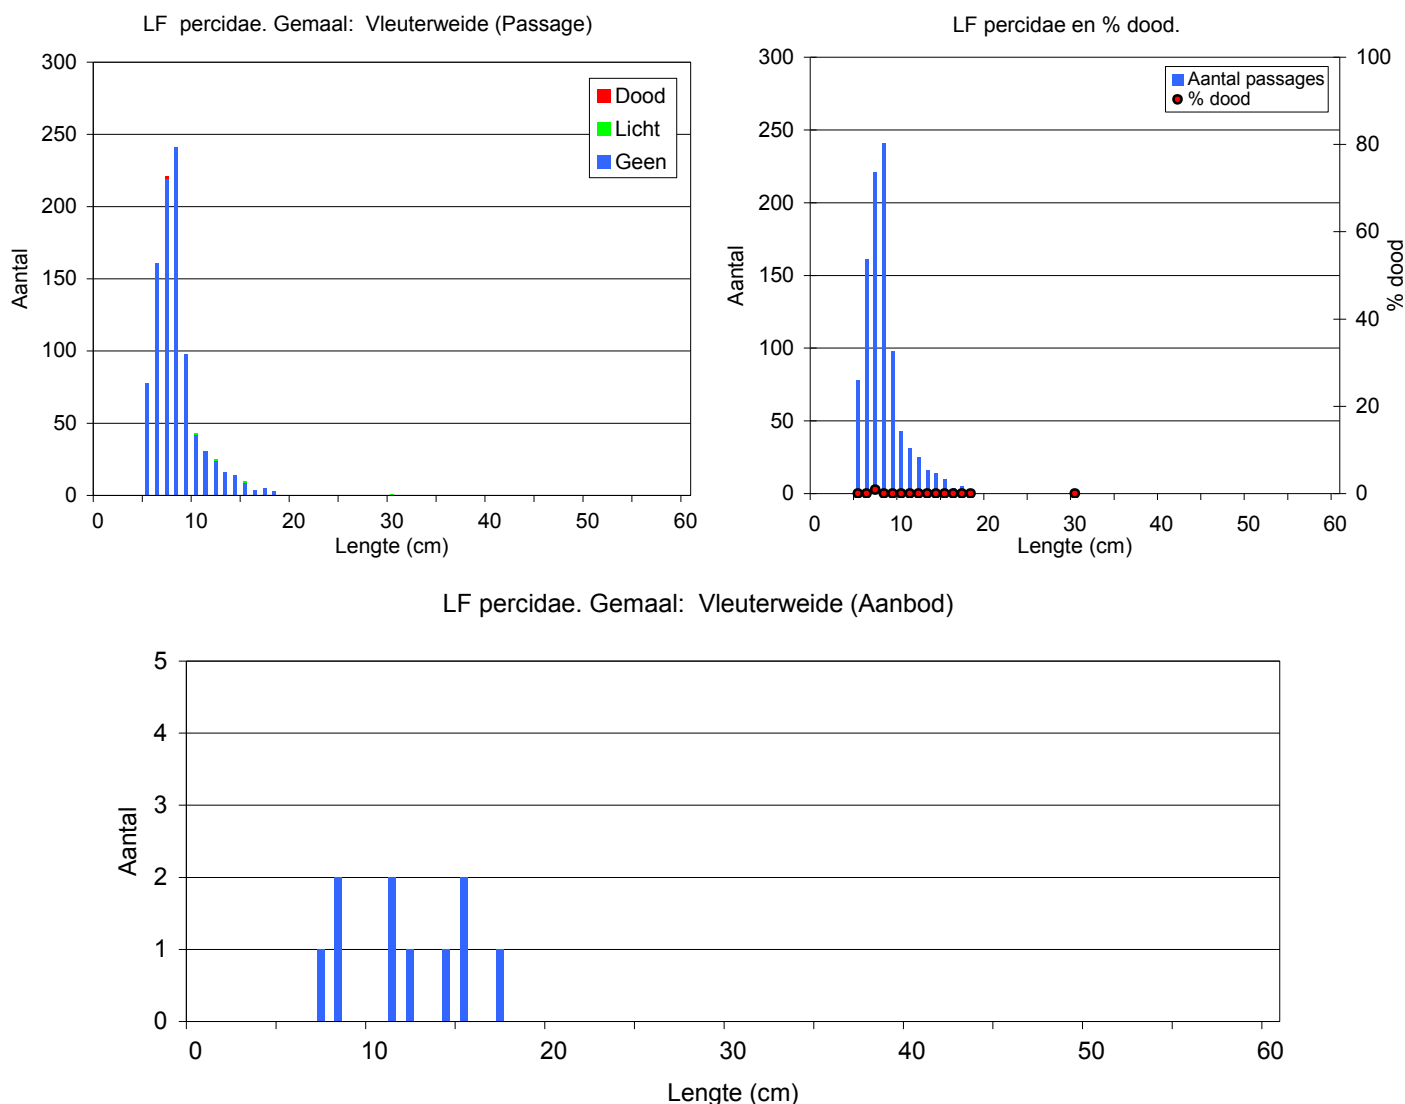 LF percidae. Gemaal: Vleuterweide (Passage)
300
250
200
150
100
50
0
Aantal
Dood
Licht
Geen
0 10 20 30 40 50 60
Lengte (cm)
LF percidae en % dood.
300
250
200
150
100
50
0
Aantal
Aantal passages
% dood
100
80
60
40
20
0
% dood
0 10 20 30 40 50 60
Lengte (cm)
LF percidae. Gemaal: Vleuterweide (Aanbod)
5
4
3
2
1
0
Aantal
0 10 20 30 40 50 60
Lengte (cm)